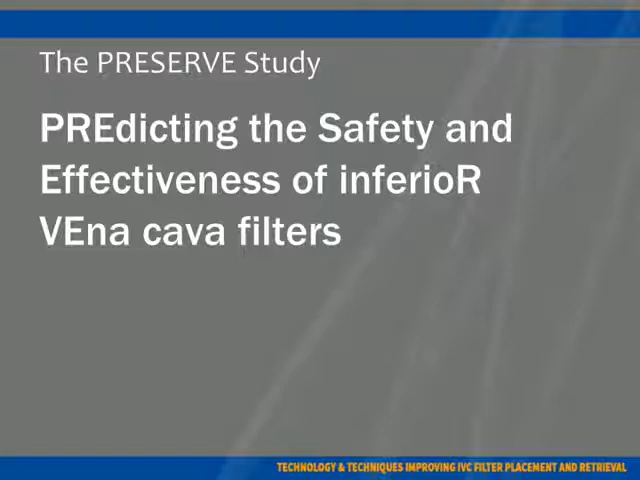 The PRESERVE Study
PREdicting the Safety and
Effectiveness of inferioR
VEna cava filters
TECHNOLOGY & TECHNIQUES IMPROVING IVC FILTER PLACEMENT AND RETRIEVAL